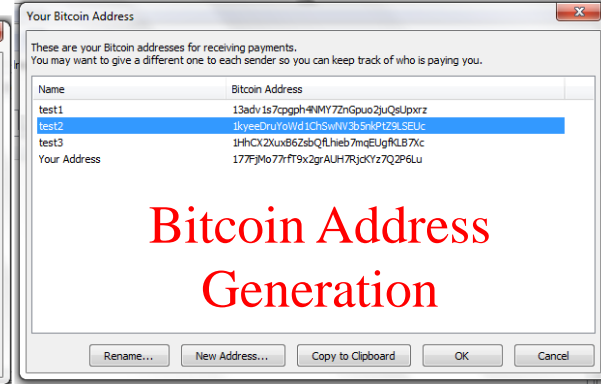 Your Bitcoin Address
These are your Bitcoin addresses for receiving payments.
You may want to give a different one to each sender so you can keep track of who is paying you.
Name Bitcoin Address
test1 13adv1s7cpgph4NMY7ZnGpuo2juQsUpxrz
test2 1kyeeDruYoWd1ChSwNV3b5nkPtZ9LSEUc
test3 1HhCX2XuxB6ZsbQfLhieb7mqEUgfKLB7Xc
Your Address 177FjMo77rfT9x2grAUH7RjcKYz7Q2P6Lu
Bitcoin Address
Generation
Rename... New Address... Copy to Clipboard OK Cancel